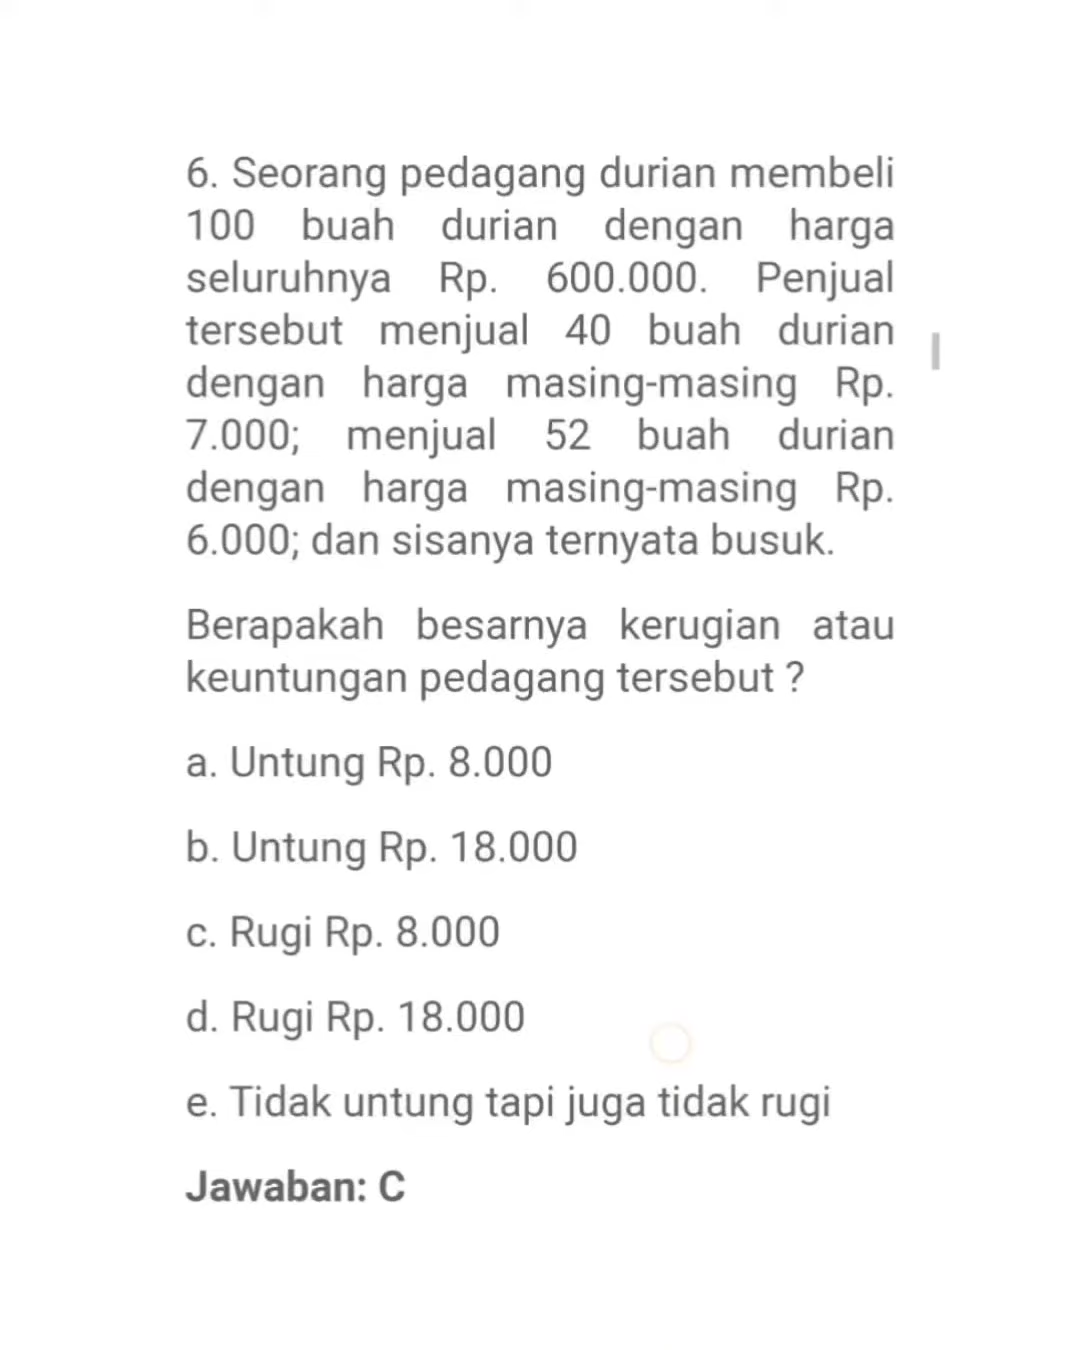 6. Seorang pedagang durian membeli
100 buah durian dengan harga
seluruhnya Rp. 600.000. Penjual
tersebut menjual 40 buah durian
dengan harga masing-masing Rp.
7.000; menjual 52 buah durian
dengan harga masing-masing Rp.
6.000; dan sisanya ternyata busuk.
Berapakah besarnya kerugian atau
keuntungan pedagang tersebut ?
a. Untung Rp. 8.000
b. Untung Rp. 18.000
c. Rugi Rp. 8.000
d. Rugi Rp. 18.000
e. Tidak untung tapi juga tidak rugi
Jawaban: C